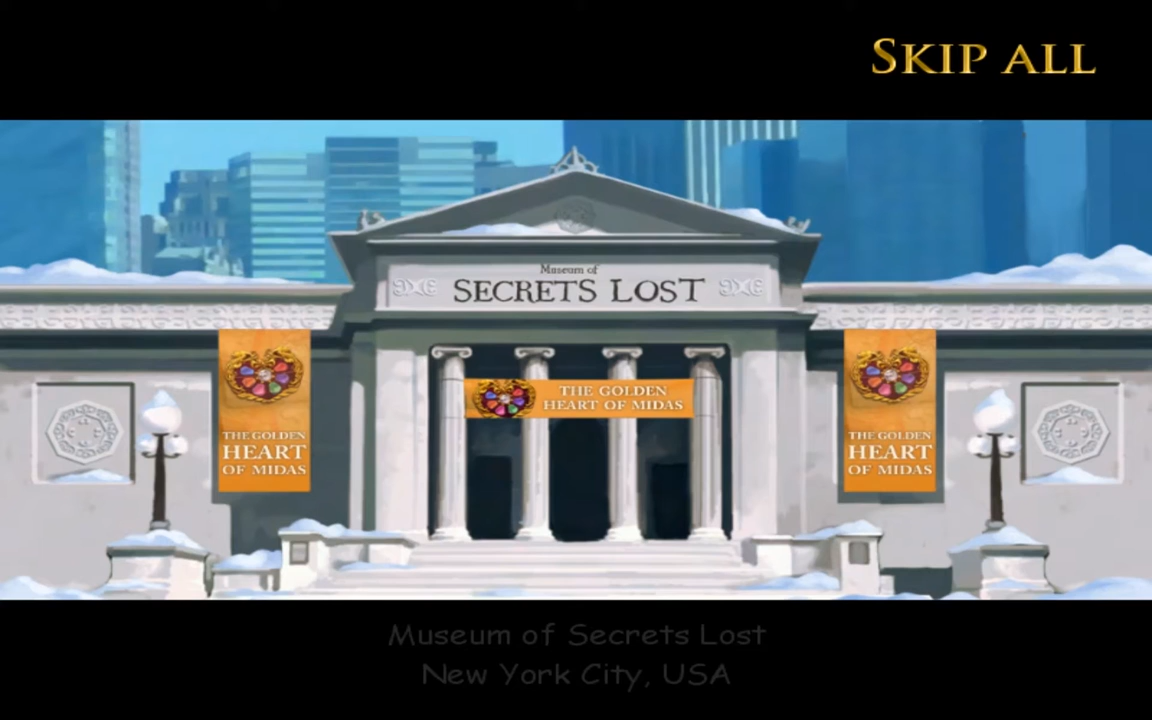 SKIP ALL
Museum of
SECRETS LOST
THE GOLDEN
HEART OF MIDAS
THE GOLDEN
HEART
OF MIDAS
THE GOLDEN
HEART
OF MIDAS
Museum of Secrets Lost
New York City, USA